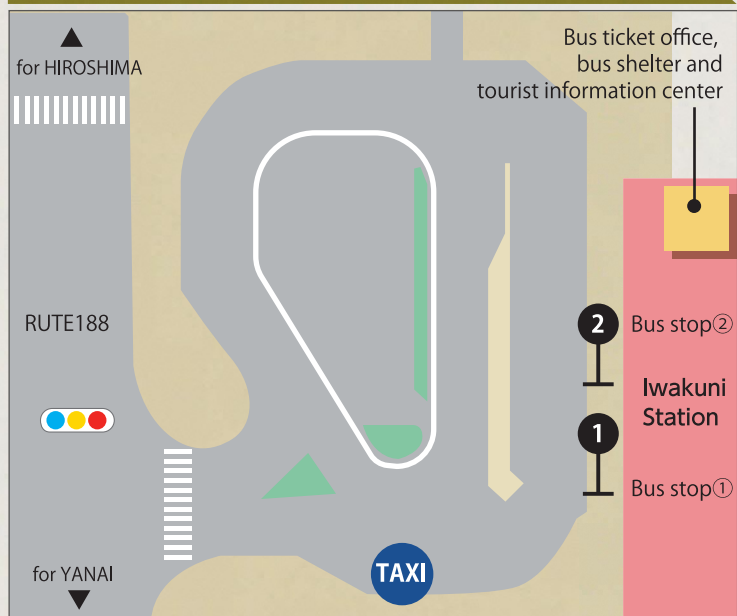 ▲
for HIROSHIMA
Bus ticket office,
bus shelter and
tourist information center
RUTE188
2
Bus stop②
Iwakuni
Station
1
Bus stop①
TAXI
for YANAI
▼